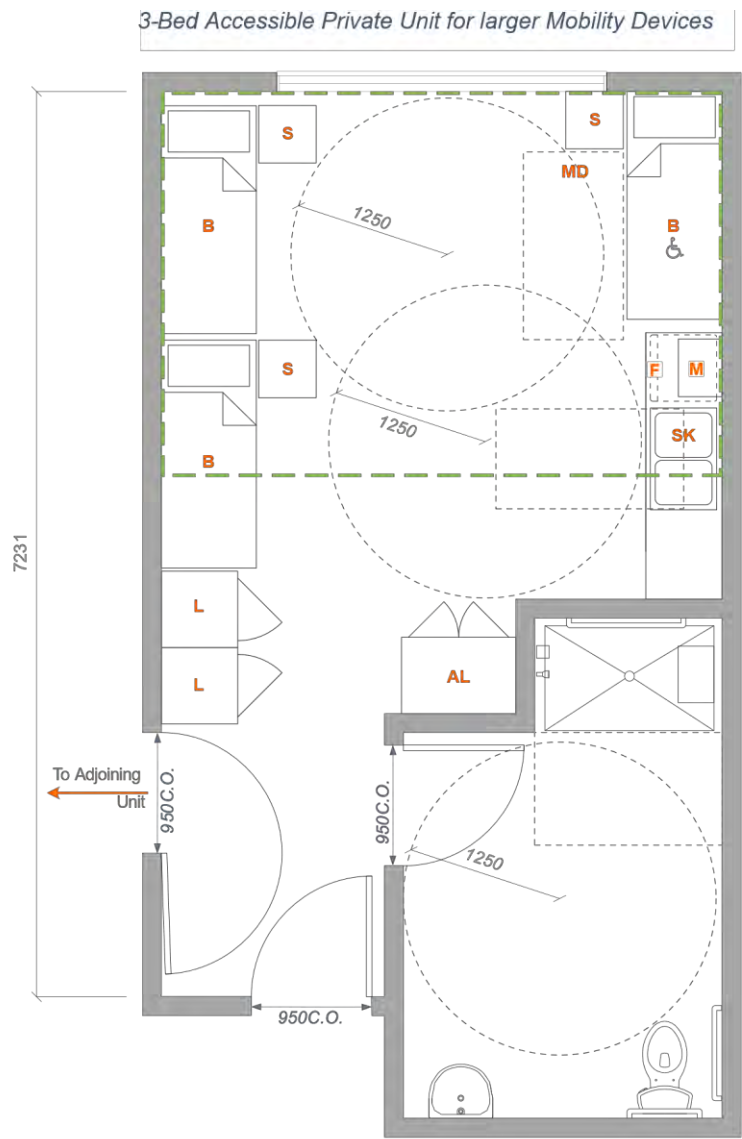 3-Bed Accessible Private Unit for larger Mobility Devices
S
S
MD
B
B
1250
S
F
M
1250
SK
B
7231
L
L
AL
To Adjoining
Unit
950C.O.
950C.O.
1250
950C.O.